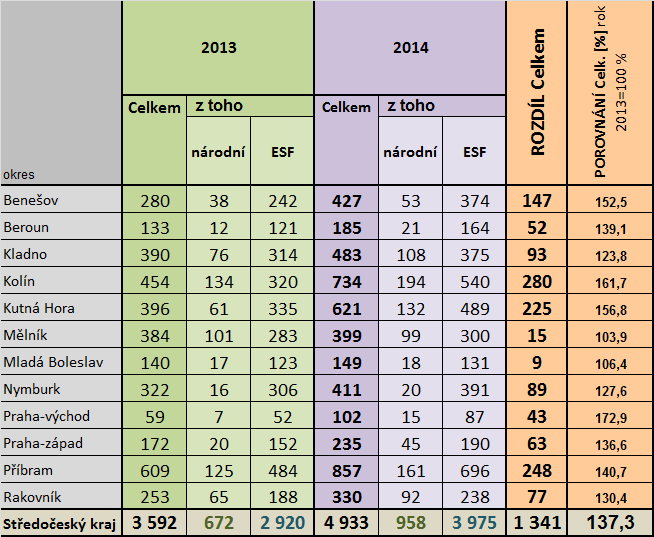 2013 2014 ROZDÍL Celkem POROVNÁNÍ Celk. [%] rok 2013=100 %
Celkem z toho Celkem z toho
národní ESF národní ESF
okres
Benešov 280 38 242 427 53 374 147 152,5
Beroun 133 12 121 185 21 164 52 139,1
Kladno 390 76 314 483 108 375 93 123,8
Kolín 454 134 320 734 194 540 280 161,7
Kutná Hora 396 61 335 621 132 489 225 156,8
Mělník 384 101 283 399 99 300 15 103,9
Mladá Boleslav 140 17 123 149 18 131 9 106,4
Nymburk 322 16 306 411 20 391 89 127,6
Praha-východ 59 7 52 102 15 87 43 172,9
Praha-západ 172 20 152 235 45 190 63 136,6
Příbram 609 125 484 857 161 696 248 140,7
Rakovník 253 65 188 330 92 238 77 130,4
Středočeský kraj 3 592 672 2 920 4 933 958 3 975 1 341 137,3